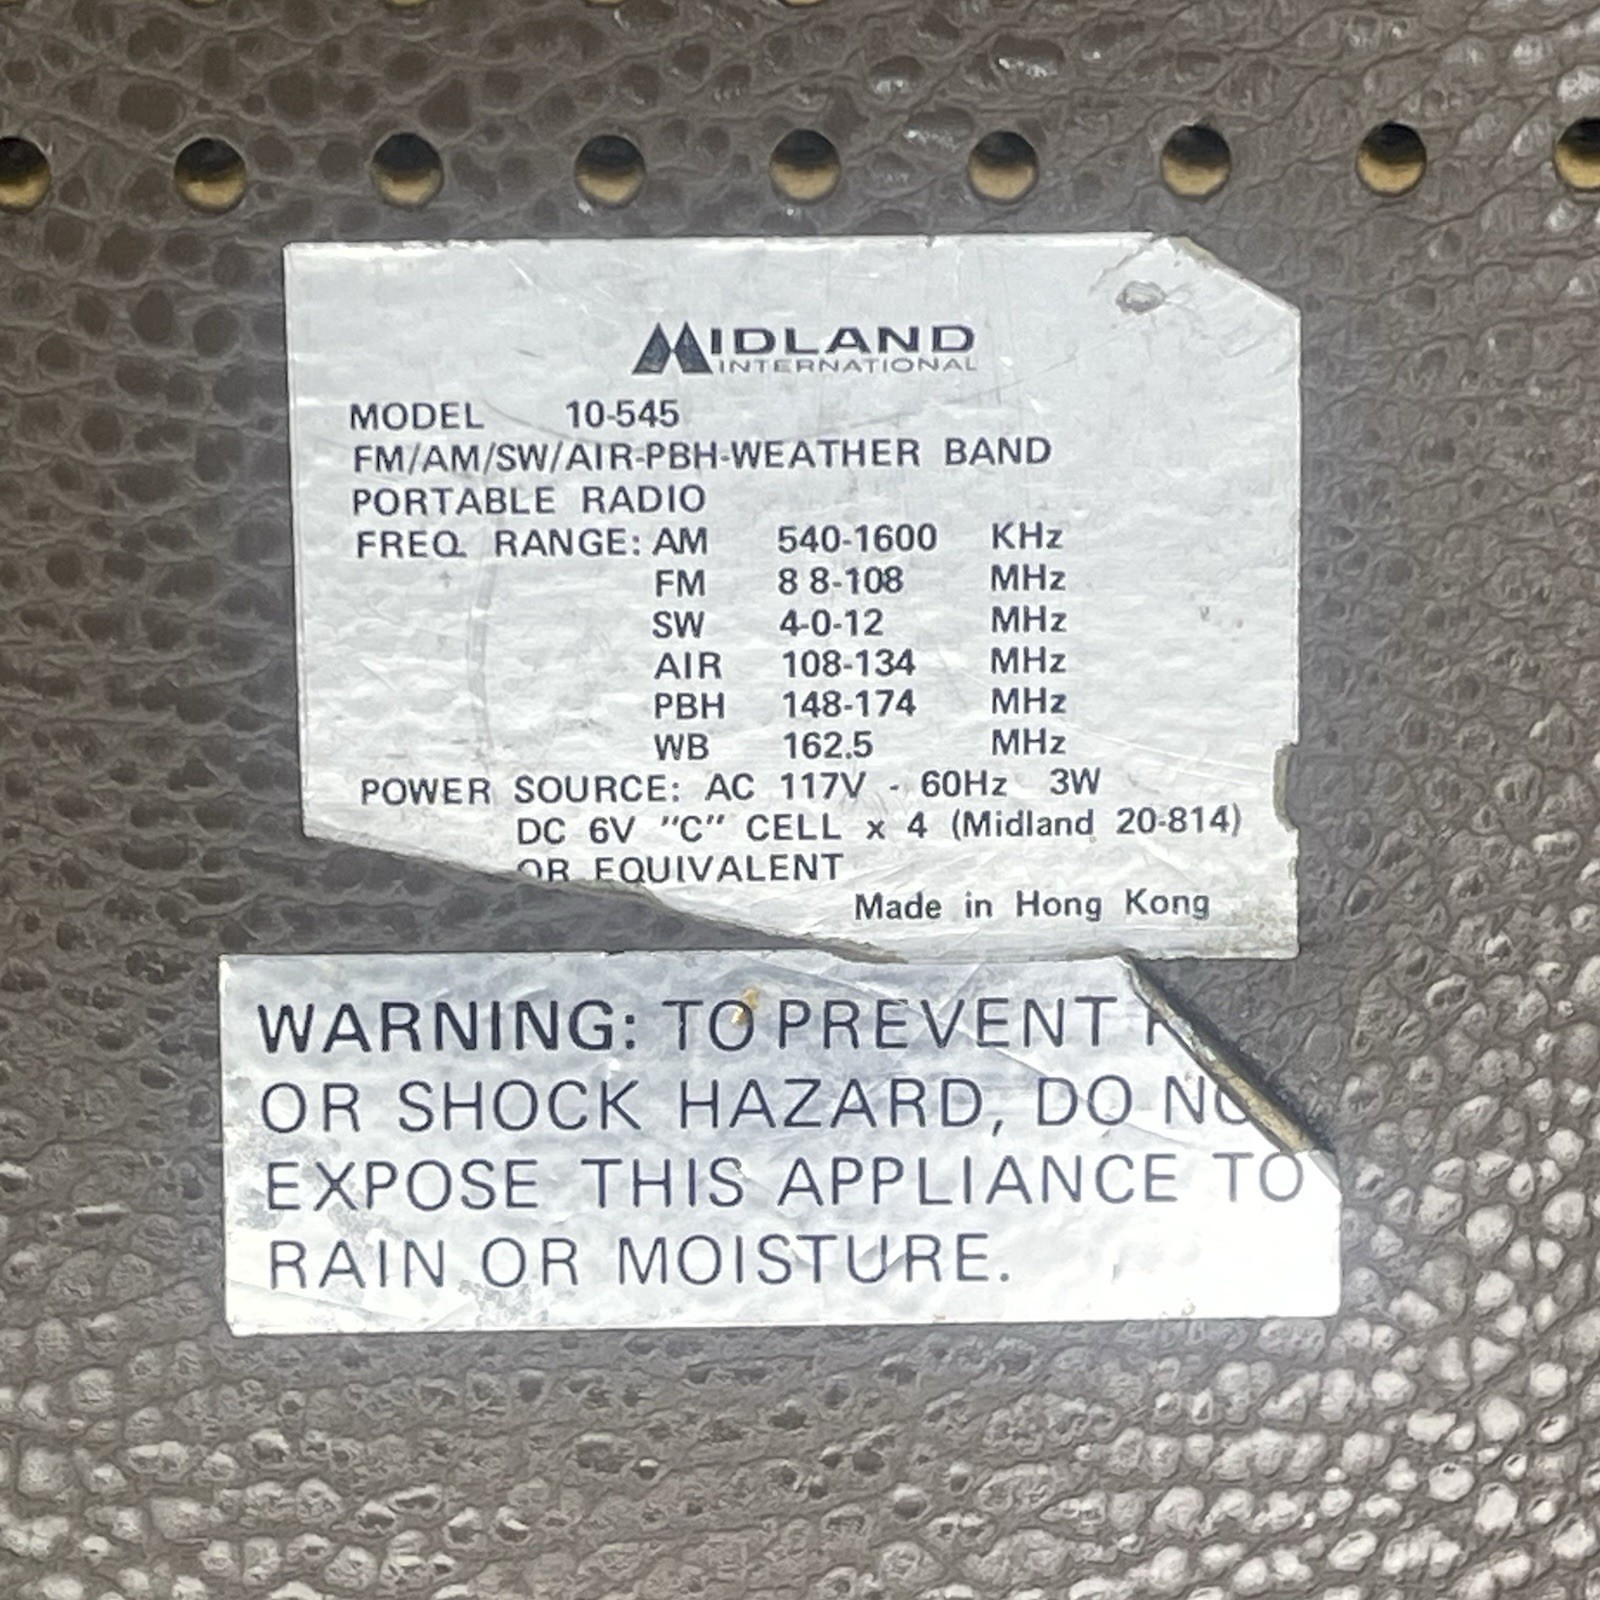 MIDLAND
INTERNATIONAL
MODEL 10-545
FM/AM/SW/AIR-PBH-WEATHER BAND
PORTABLE RADIO
FREQ. RANGE: AM 540-1600 KHz
FM 8 8-108 MHz
SW 4-0-12 MHz
AIR 108-134 MHz
PBH 148-174 MHz
WB 162.5 MHz
POWER SOURCE: AC 117V - 60Hz 3W
DC 6V "C" CELL x 4 (Midland 20-814)
OR EQUIVALENT
Made in Hong Kong
WARNING: TO PREVENT
OR SHOCK HAZARD, DO
EXPOSE THIS APPLIANCE TO
RAIN OR MOISTURE.